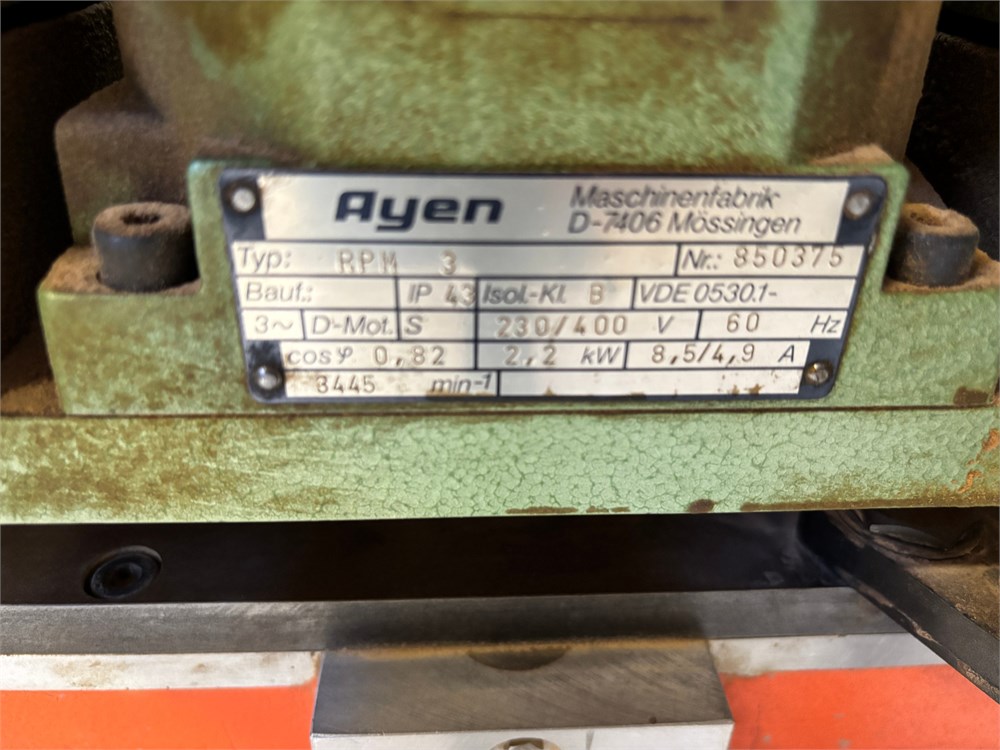 Ayen Maschinenfabrik
D-7406 Mössingen
Typ: RPM 3 Nr.: 850375
Bauf.: IP 43 Isol.-Kl. B VDE 0530.1-
3~ D-Mot. S 230/400 V 60 Hz
cos φ 0,82 2,2 kW 8,5/4,9 A
3445 min-1